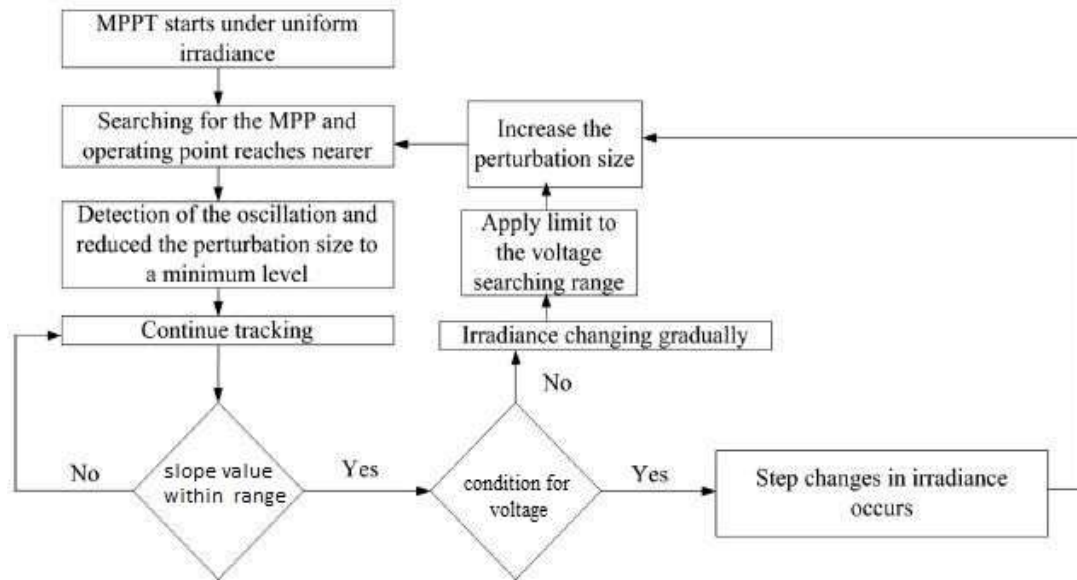 MPPT starts under uniform
irradiance
Searching for the MPP and
operating point reaches nearer
Detection of the oscillation and
reduced the perturbation size to
a minimum level
Continue tracking
No
slope value
within range
Yes
condition for
voltage
No
Irradiance changing gradually
Apply limit to
the voltage
searching range
Increase the
perturbation size
Yes
Step changes in irradiance
occurs